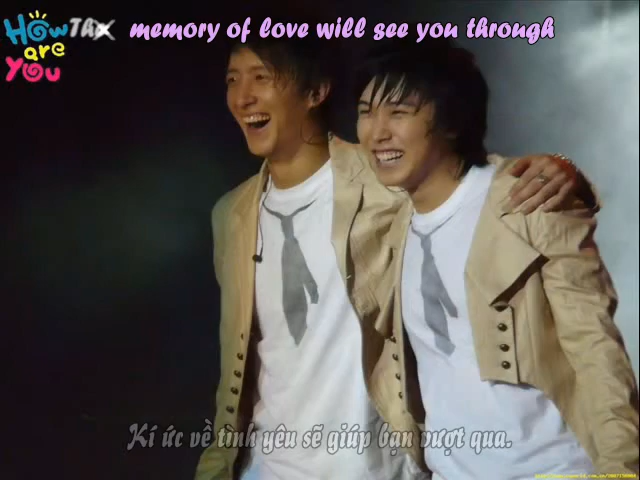 How Thx
are
You
memory of love will see you through
Kí ức về tình yêu sẽ giúp bạn vượt qua.